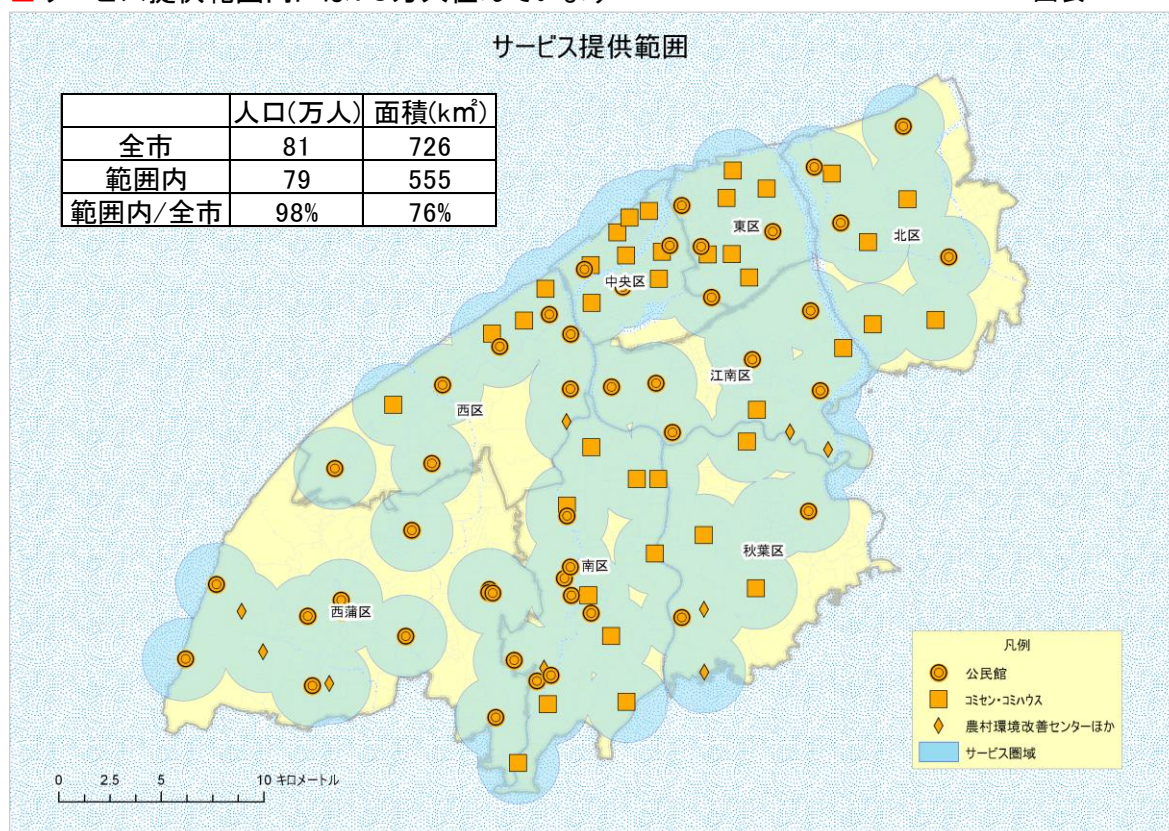 サービス提供範囲
人口(万人) 面積(k㎡)
全市 81 726
範囲内 79 555
範囲内/全市 98% 76%
北区
東区
中央区
江南区
西区
秋葉区
南区
西蒲区
凡例
公民館
コミセン・コミハウス
農村環境改善センターほか
サービス圏域
0 2.5 5 10 キロメートル